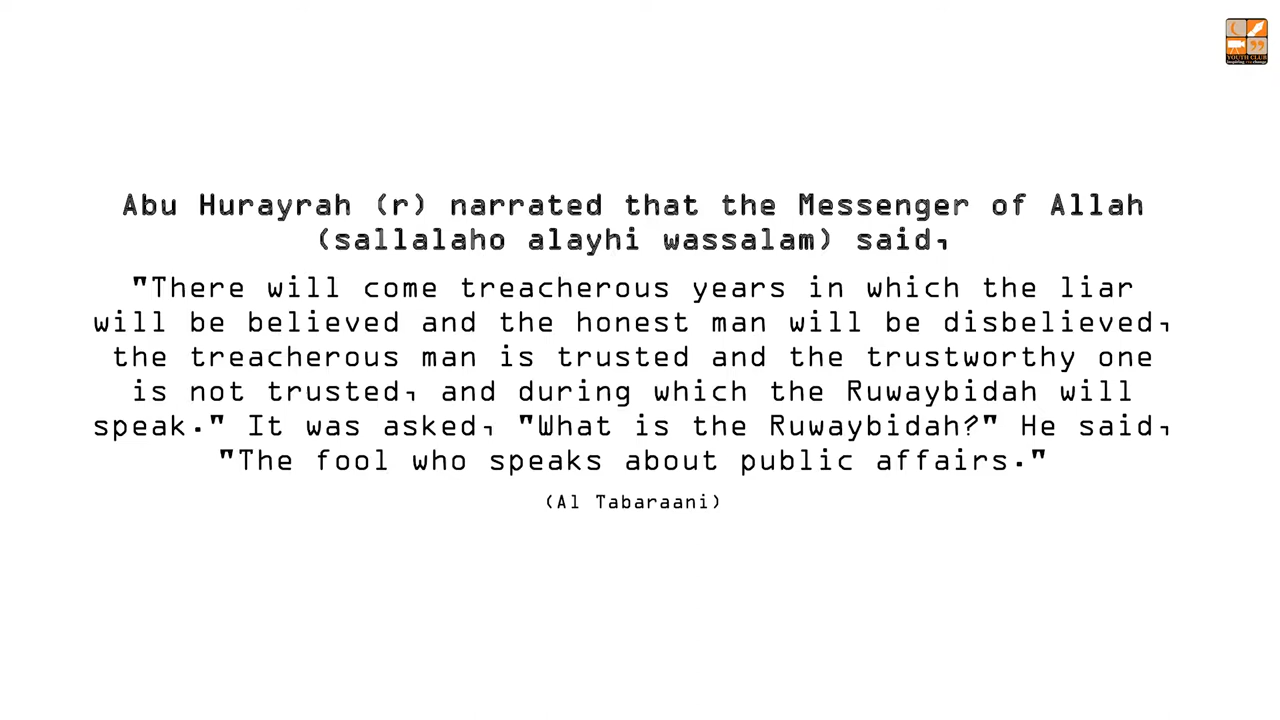 YOUTH CLUB
Abu Hurayrah (r) narrated that the Messenger of Allah
(sallalaho alayhi wassalam) said,
"There will come treacherous years in which the liar
will be believed and the honest man will be disbelieved,
the treacherous man is trusted and the trustworthy one
is not trusted, and during which the Ruwaybidah will
speak." It was asked, "What is the Ruwaybidah?" He said,
"The fool who speaks about public affairs."
(Al Tabaraani)